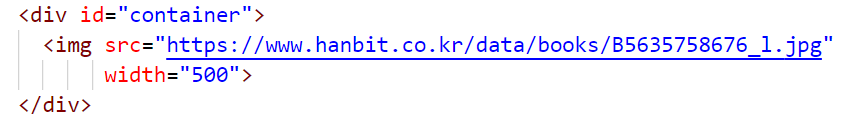 <div id="container">
<img src="https://www.hanbit.co.kr/data/books/B5635758676_l.jpg"
width="500">
</div>